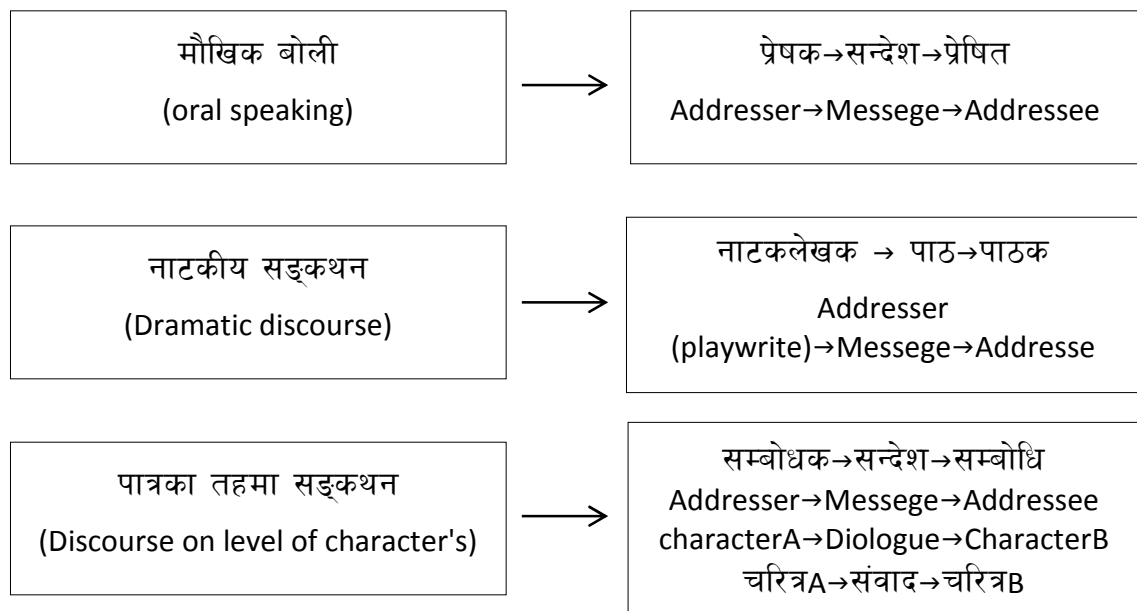 मौखिक बोली
(oral speaking)
प्रेषक→सन्देश→प्रेषित
Addresser→Messege→Addressee
नाटकीय सङ्कथन
(Dramatic discourse)
नाटकलेखक → पाठ→पाठक
Addresser
(playwrite)→Messege→Addresse
पात्रका तहमा सङ्कथन
(Discourse on level of character's)
सम्बोधक→सन्देश→सम्बोधि
Addresser→Messege→Addressee
characterA→Diologue→CharacterB
चरित्रA→संवाद→चरित्रB